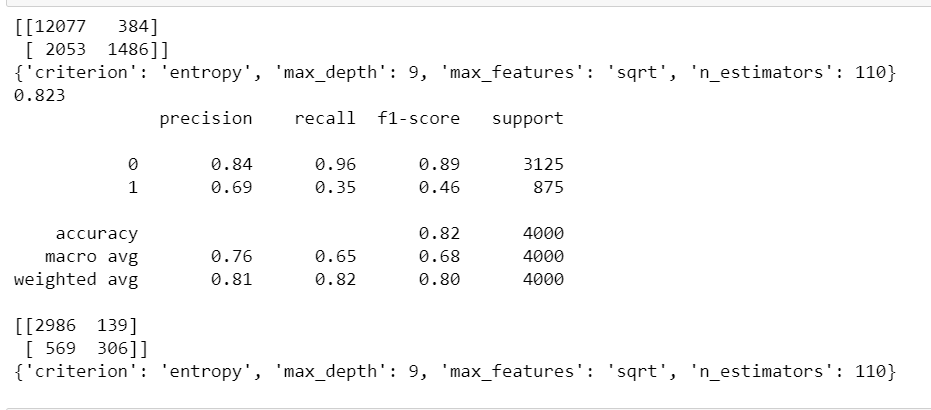 [[12077   384]
 [ 2053  1486]]
{'criterion': 'entropy', 'max_depth': 9, 'max_features': 'sqrt', 'n_estimators': 110}
0.823
              precision    recall  f1-score   support
           0       0.84      0.96      0.89      3125
           1       0.69      0.35      0.46       875
    accuracy                           0.82      4000
   macro avg       0.76      0.65      0.68      4000
weighted avg       0.81      0.82      0.80      4000
[[2986  139]
 [ 569  306]]
{'criterion': 'entropy', 'max_depth': 9, 'max_features': 'sqrt', 'n_estimators': 110}